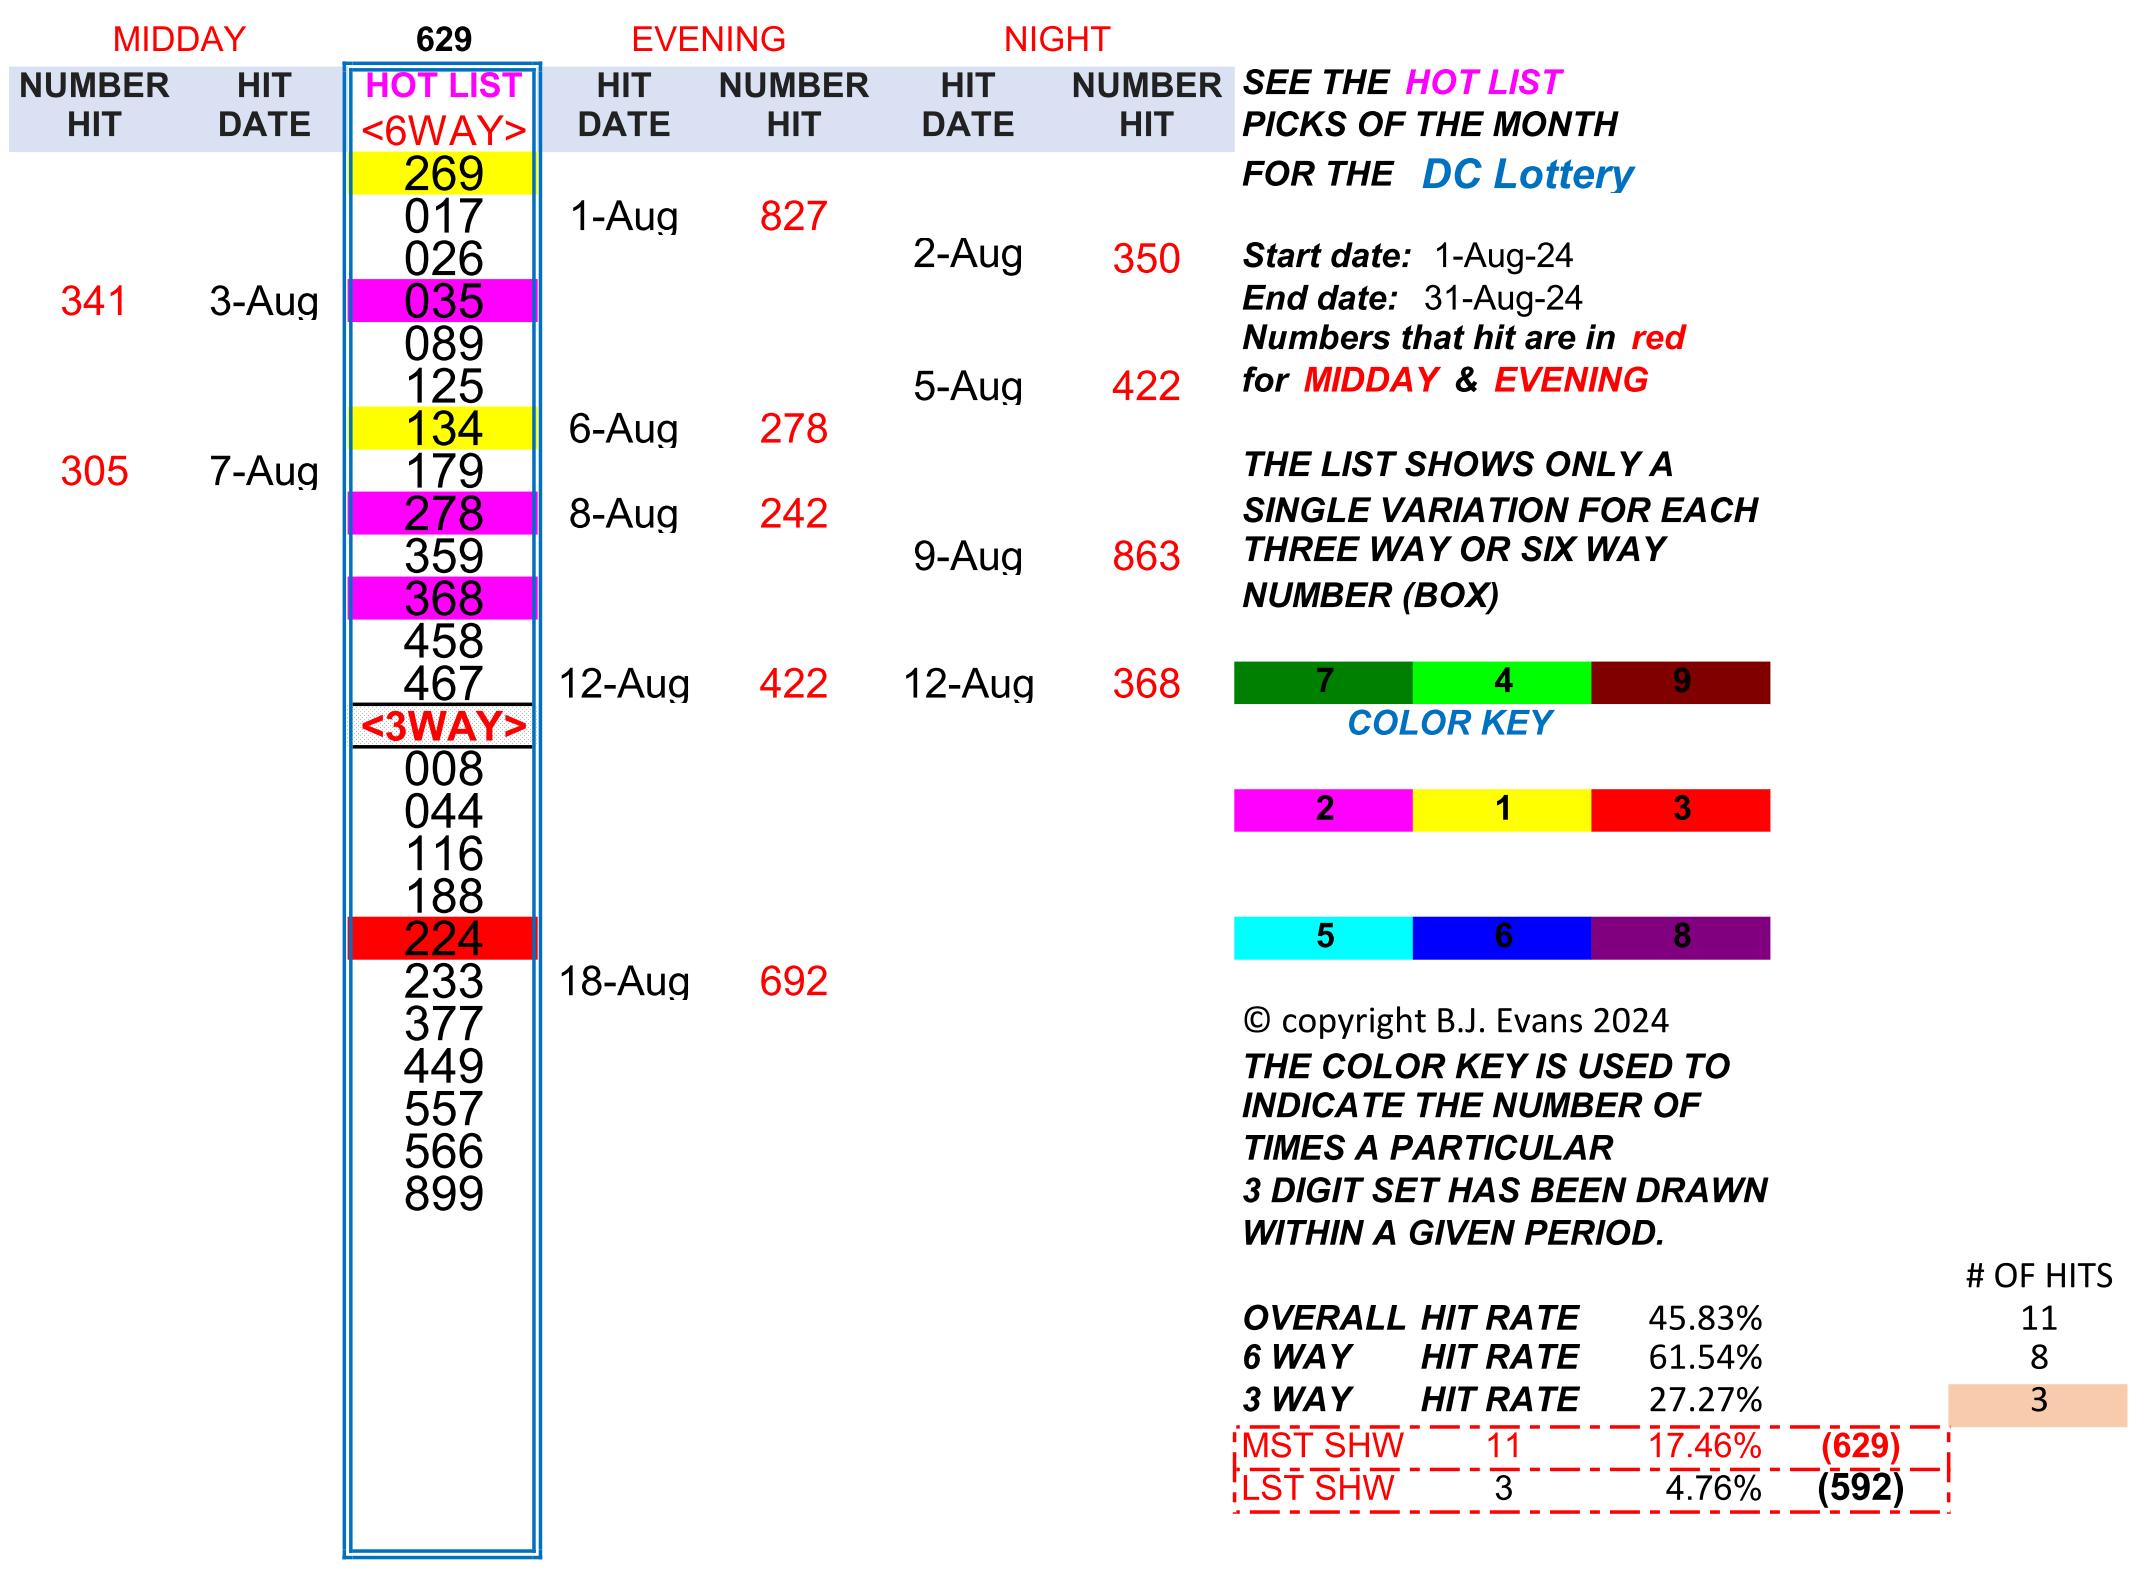 MIDDAY 629 EVENING NIGHT
NUMBER HIT HOT LIST HIT NUMBER HIT NUMBER SEE THE HOT LIST
HIT DATE <6WAY> DATE HIT DATE HIT PICKS OF THE MONTH
269 FOR THE DC Lottery
017 1-Aug 827
026 2-Aug 350 Start date: 1-Aug-24
341 3-Aug 035 End date: 31-Aug-24
089 Numbers that hit are in red
125 5-Aug 422 for MIDDAY & EVENING
134 6-Aug 278
305 7-Aug 179 THE LIST SHOWS ONLY A
278 8-Aug 242 SINGLE VARIATION FOR EACH
359 9-Aug 863 THREE WAY OR SIX WAY
368 NUMBER (BOX)
458
467 12-Aug 422 12-Aug 368 7 4 9
<3WAY> COLOR KEY
008
044 2 1 3
116
188
224 5 6 8
233 18-Aug 692
377 © copyright B.J. Evans 2024
449 THE COLOR KEY IS USED TO
557 INDICATE THE NUMBER OF
566 TIMES A PARTICULAR
899 3 DIGIT SET HAS BEEN DRAWN
WITHIN A GIVEN PERIOD.
# OF HITS
OVERALL HIT RATE 45.83% 11
6 WAY HIT RATE 61.54% 8
3 WAY HIT RATE 27.27% 3
MST SHW 11 17.46% (629)
LST SHW 3 4.76% (592)